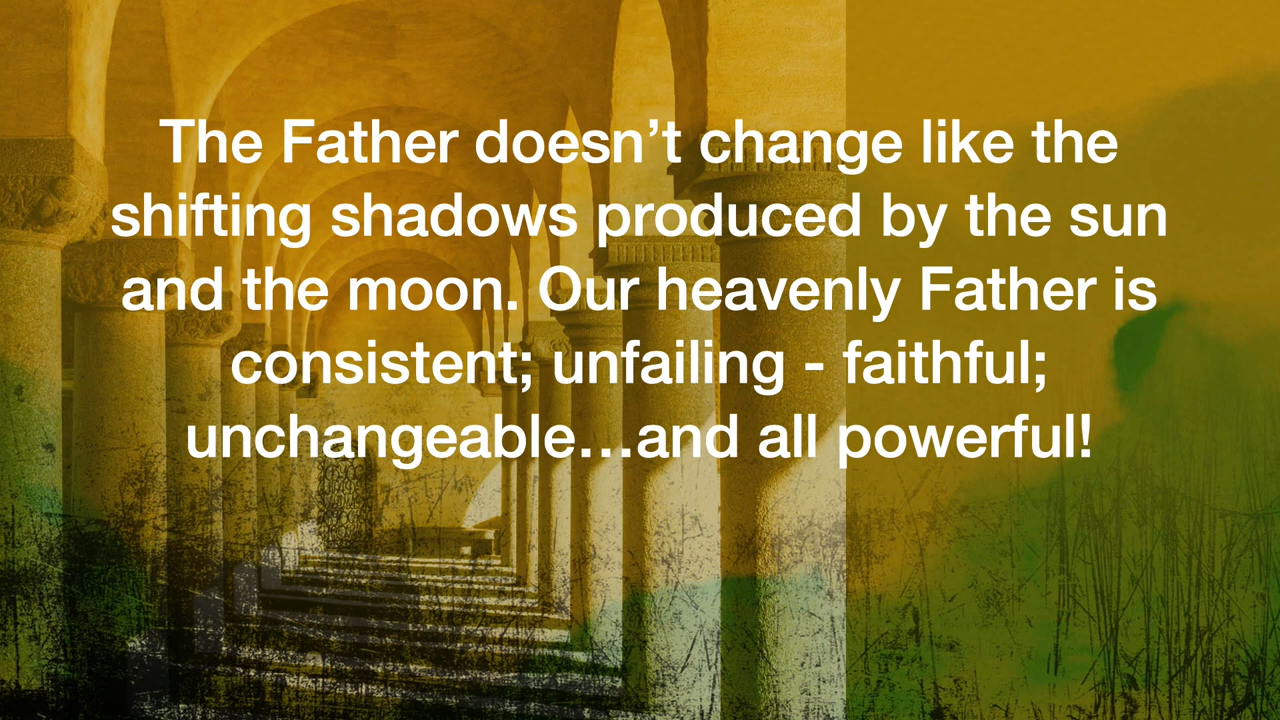 The Father doesn’t change like the
shifting shadows produced by the sun
and the moon. Our heavenly Father is
consistent; unfailing - faithful;
unchangeable…and all powerful!